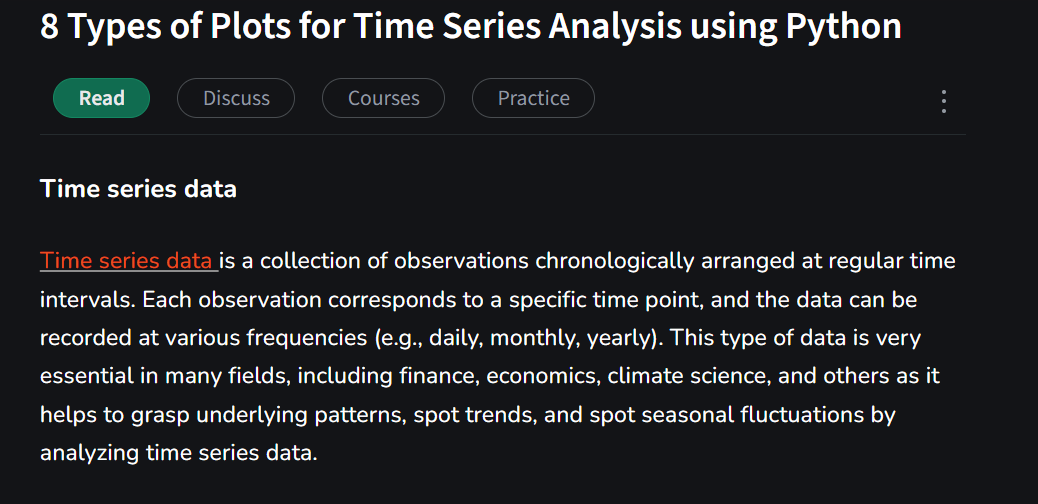 8 Types of Plots for Time Series Analysis using Python
Read Discuss Courses Practice
Time series data
Time series data is a collection of observations chronologically arranged at regular time
intervals. Each observation corresponds to a specific time point, and the data can be
recorded at various frequencies (e.g., daily, monthly, yearly). This type of data is very
essential in many fields, including finance, economics, climate science, and others as it
helps to grasp underlying patterns, spot trends, and spot seasonal fluctuations by
analyzing time series data.